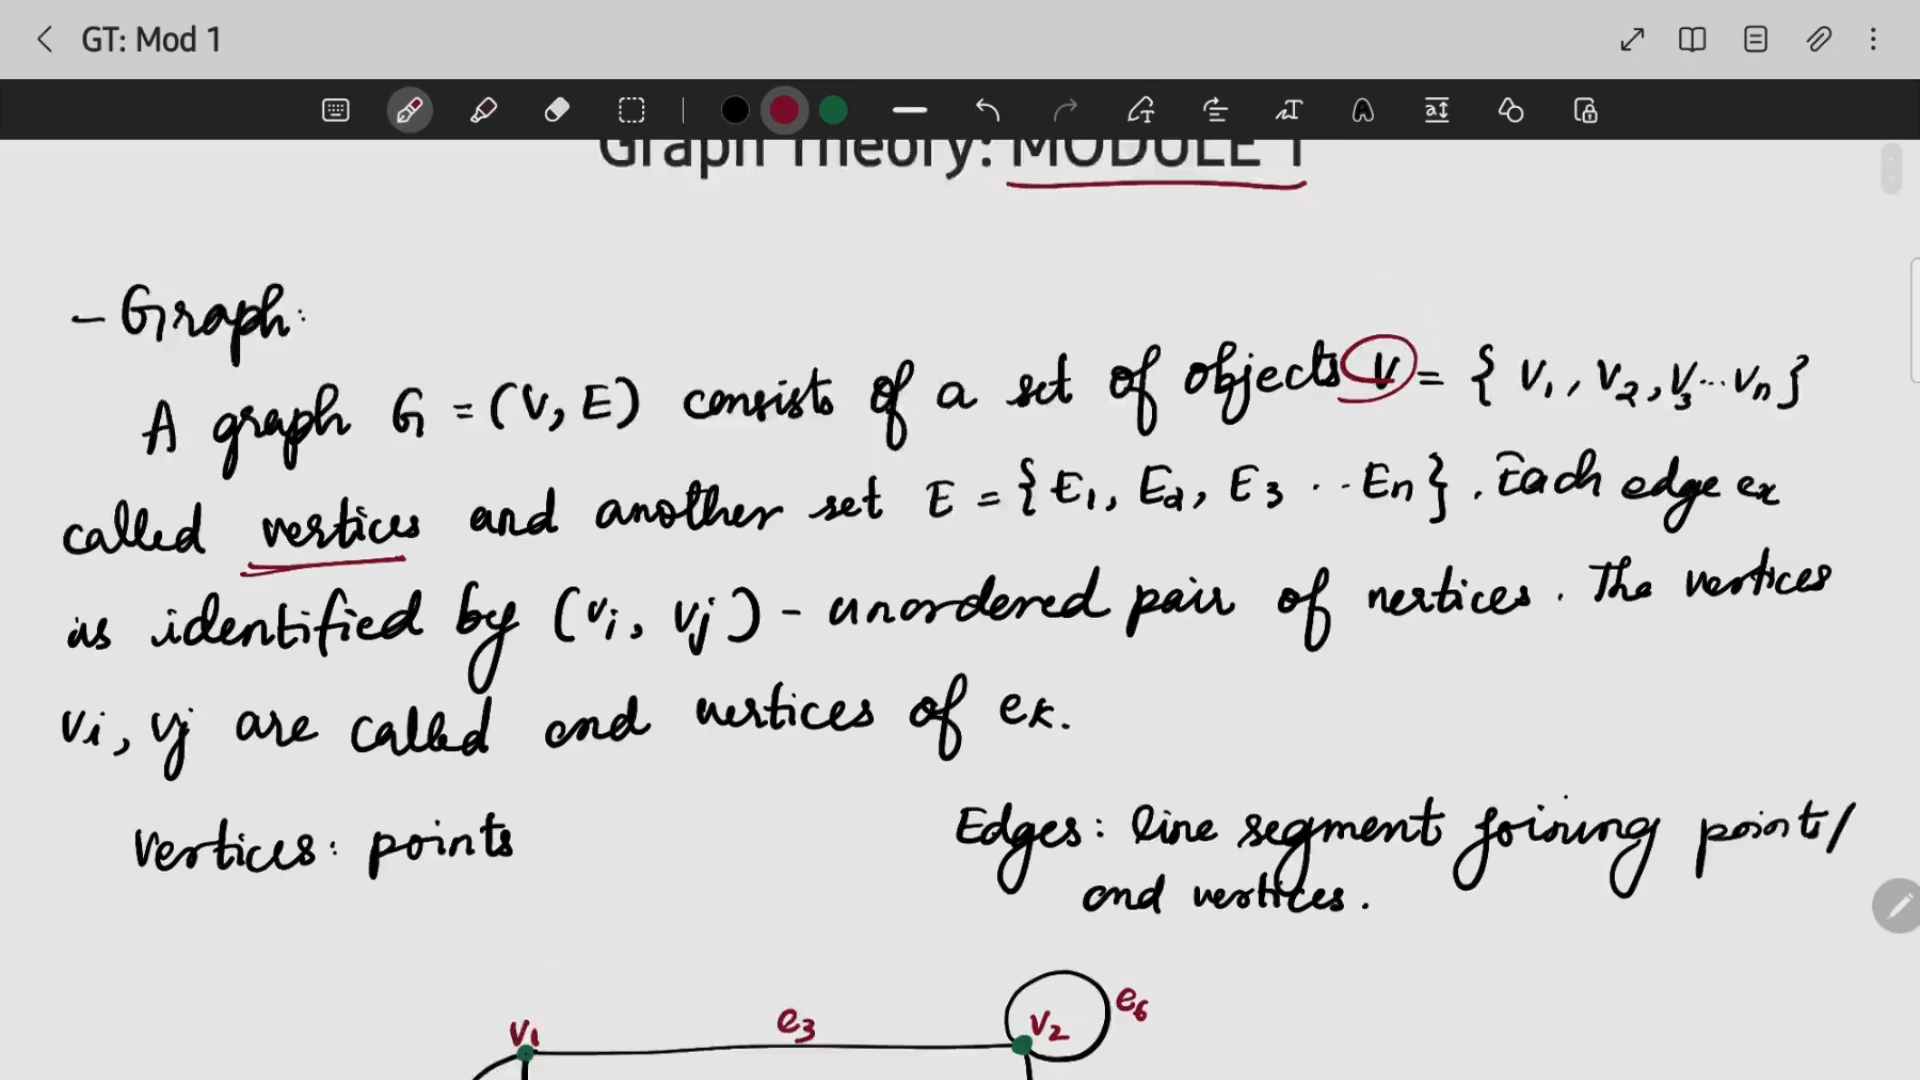 GT: Mod 1
Graph Theory: MODULE 1
- Graph:
A graph G = (V, E) consists of a set of objects V = { V1, V2, V3 ... Vn }
called vertices and another set E = { E1, E2, E3 .. En } . Each edge ex
is identified by (vi, vj) - unordered pair of vertices. The vertices
vi, vj are called end vertices of ek.
Vertices: points
Edges: line segment joining points/
end vertices.
V1 e3 V2 e6